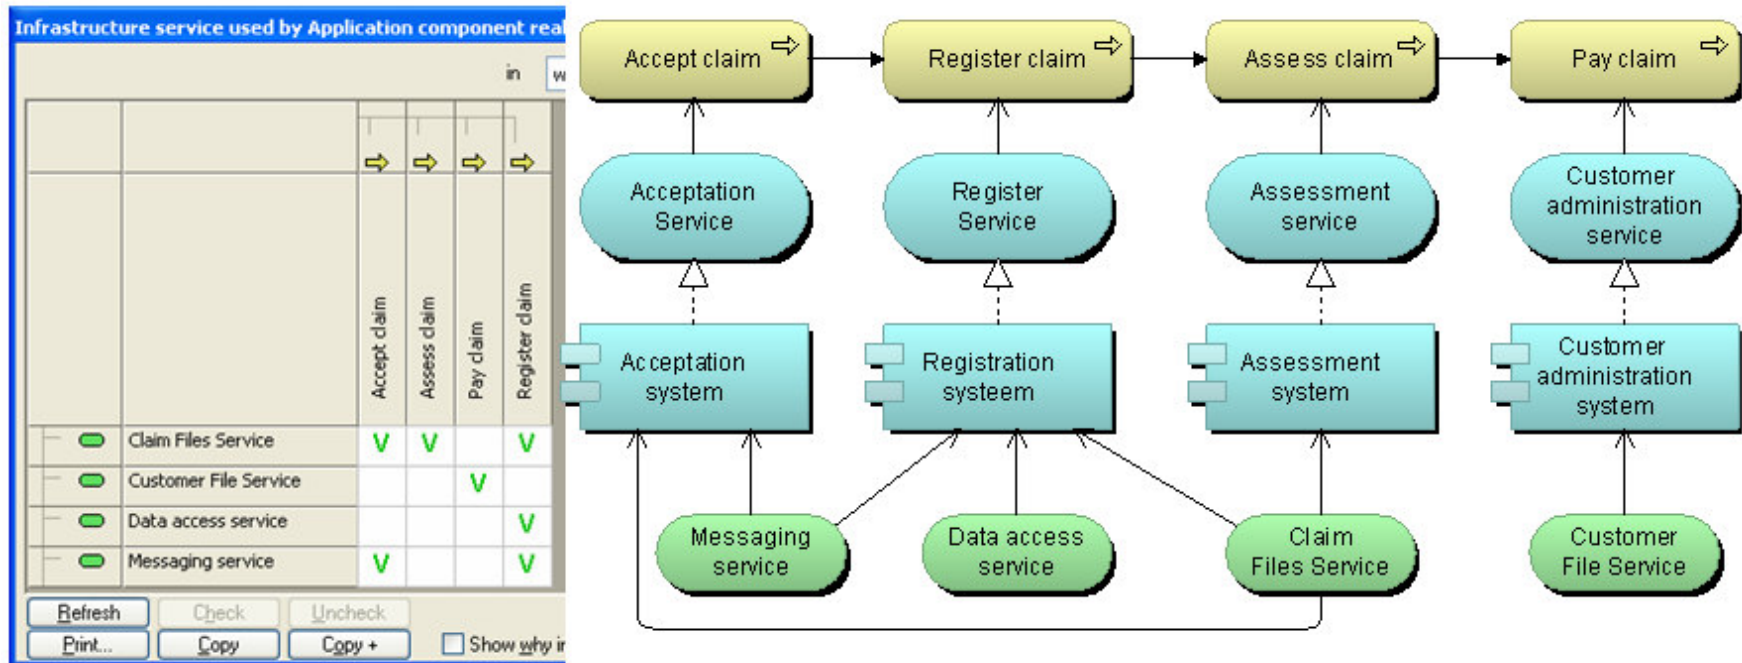 Infrastructure service used by Application component real
in w
Accept claim
Assess claim
Pay claim
Register claim
Claim Files Service V V V
Customer File Service V
Data access service V
Messaging service V V
Refresh Check Uncheck
Print... Copy Copy + Show why in
Accept claim
Register claim
Assess claim
Pay claim
Acceptation
Service
Register
Service
Assessment
service
Customer
administration
service
Acceptation
system
Registration
systeem
Assessment
system
Customer
administration
system
Messaging
service
Data access
service
Claim
Files Service
Customer
File Service